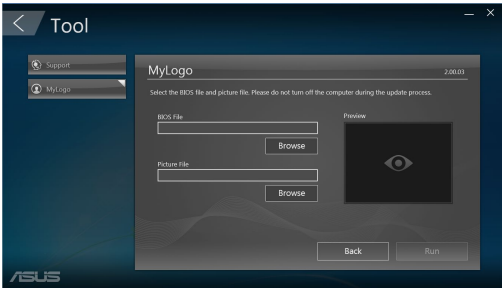 Tool
Support
MyLogo
MyLogo
2.00.03
Select the BIOS file and picture file. Please do not turn off the computer during the update process.
BIOS File
Browse
Preview
Picture File
Browse
Back
Run
ASUS